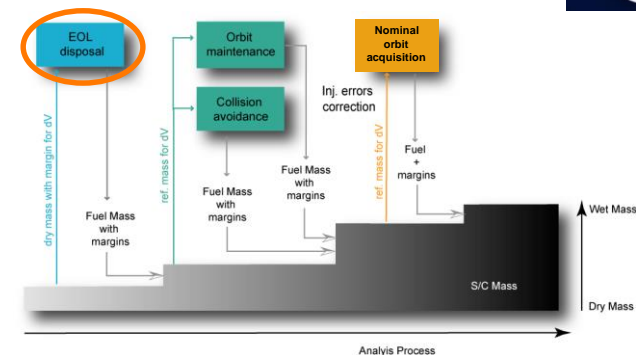 EOL
disposal
Orbit
maintenance
Collision
avoidance
Nominal
orbit
acquisition
Inj. errors
correction
dry mass with margin for dV
ref. mass for dV
ref. mass for dV
Fuel Mass
with
margins
Fuel Mass
with
margins
Fuel Mass
with
margins
Fuel
+
margins
Wet Mass
S/C Mass
Dry Mass
Analyis Process